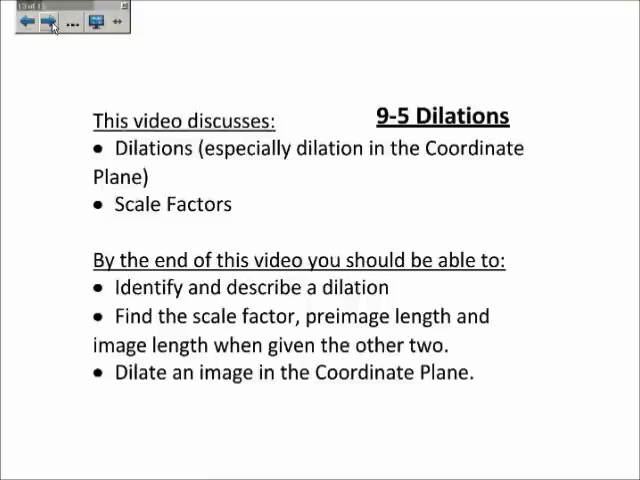 9-5 Dilations
This video discusses:
• Dilations (especially dilation in the Coordinate
Plane)
• Scale Factors
By the end of this video you should be able to:
• Identify and describe a dilation
• Find the scale factor, preimage length and
image length when given the other two.
• Dilate an image in the Coordinate Plane.